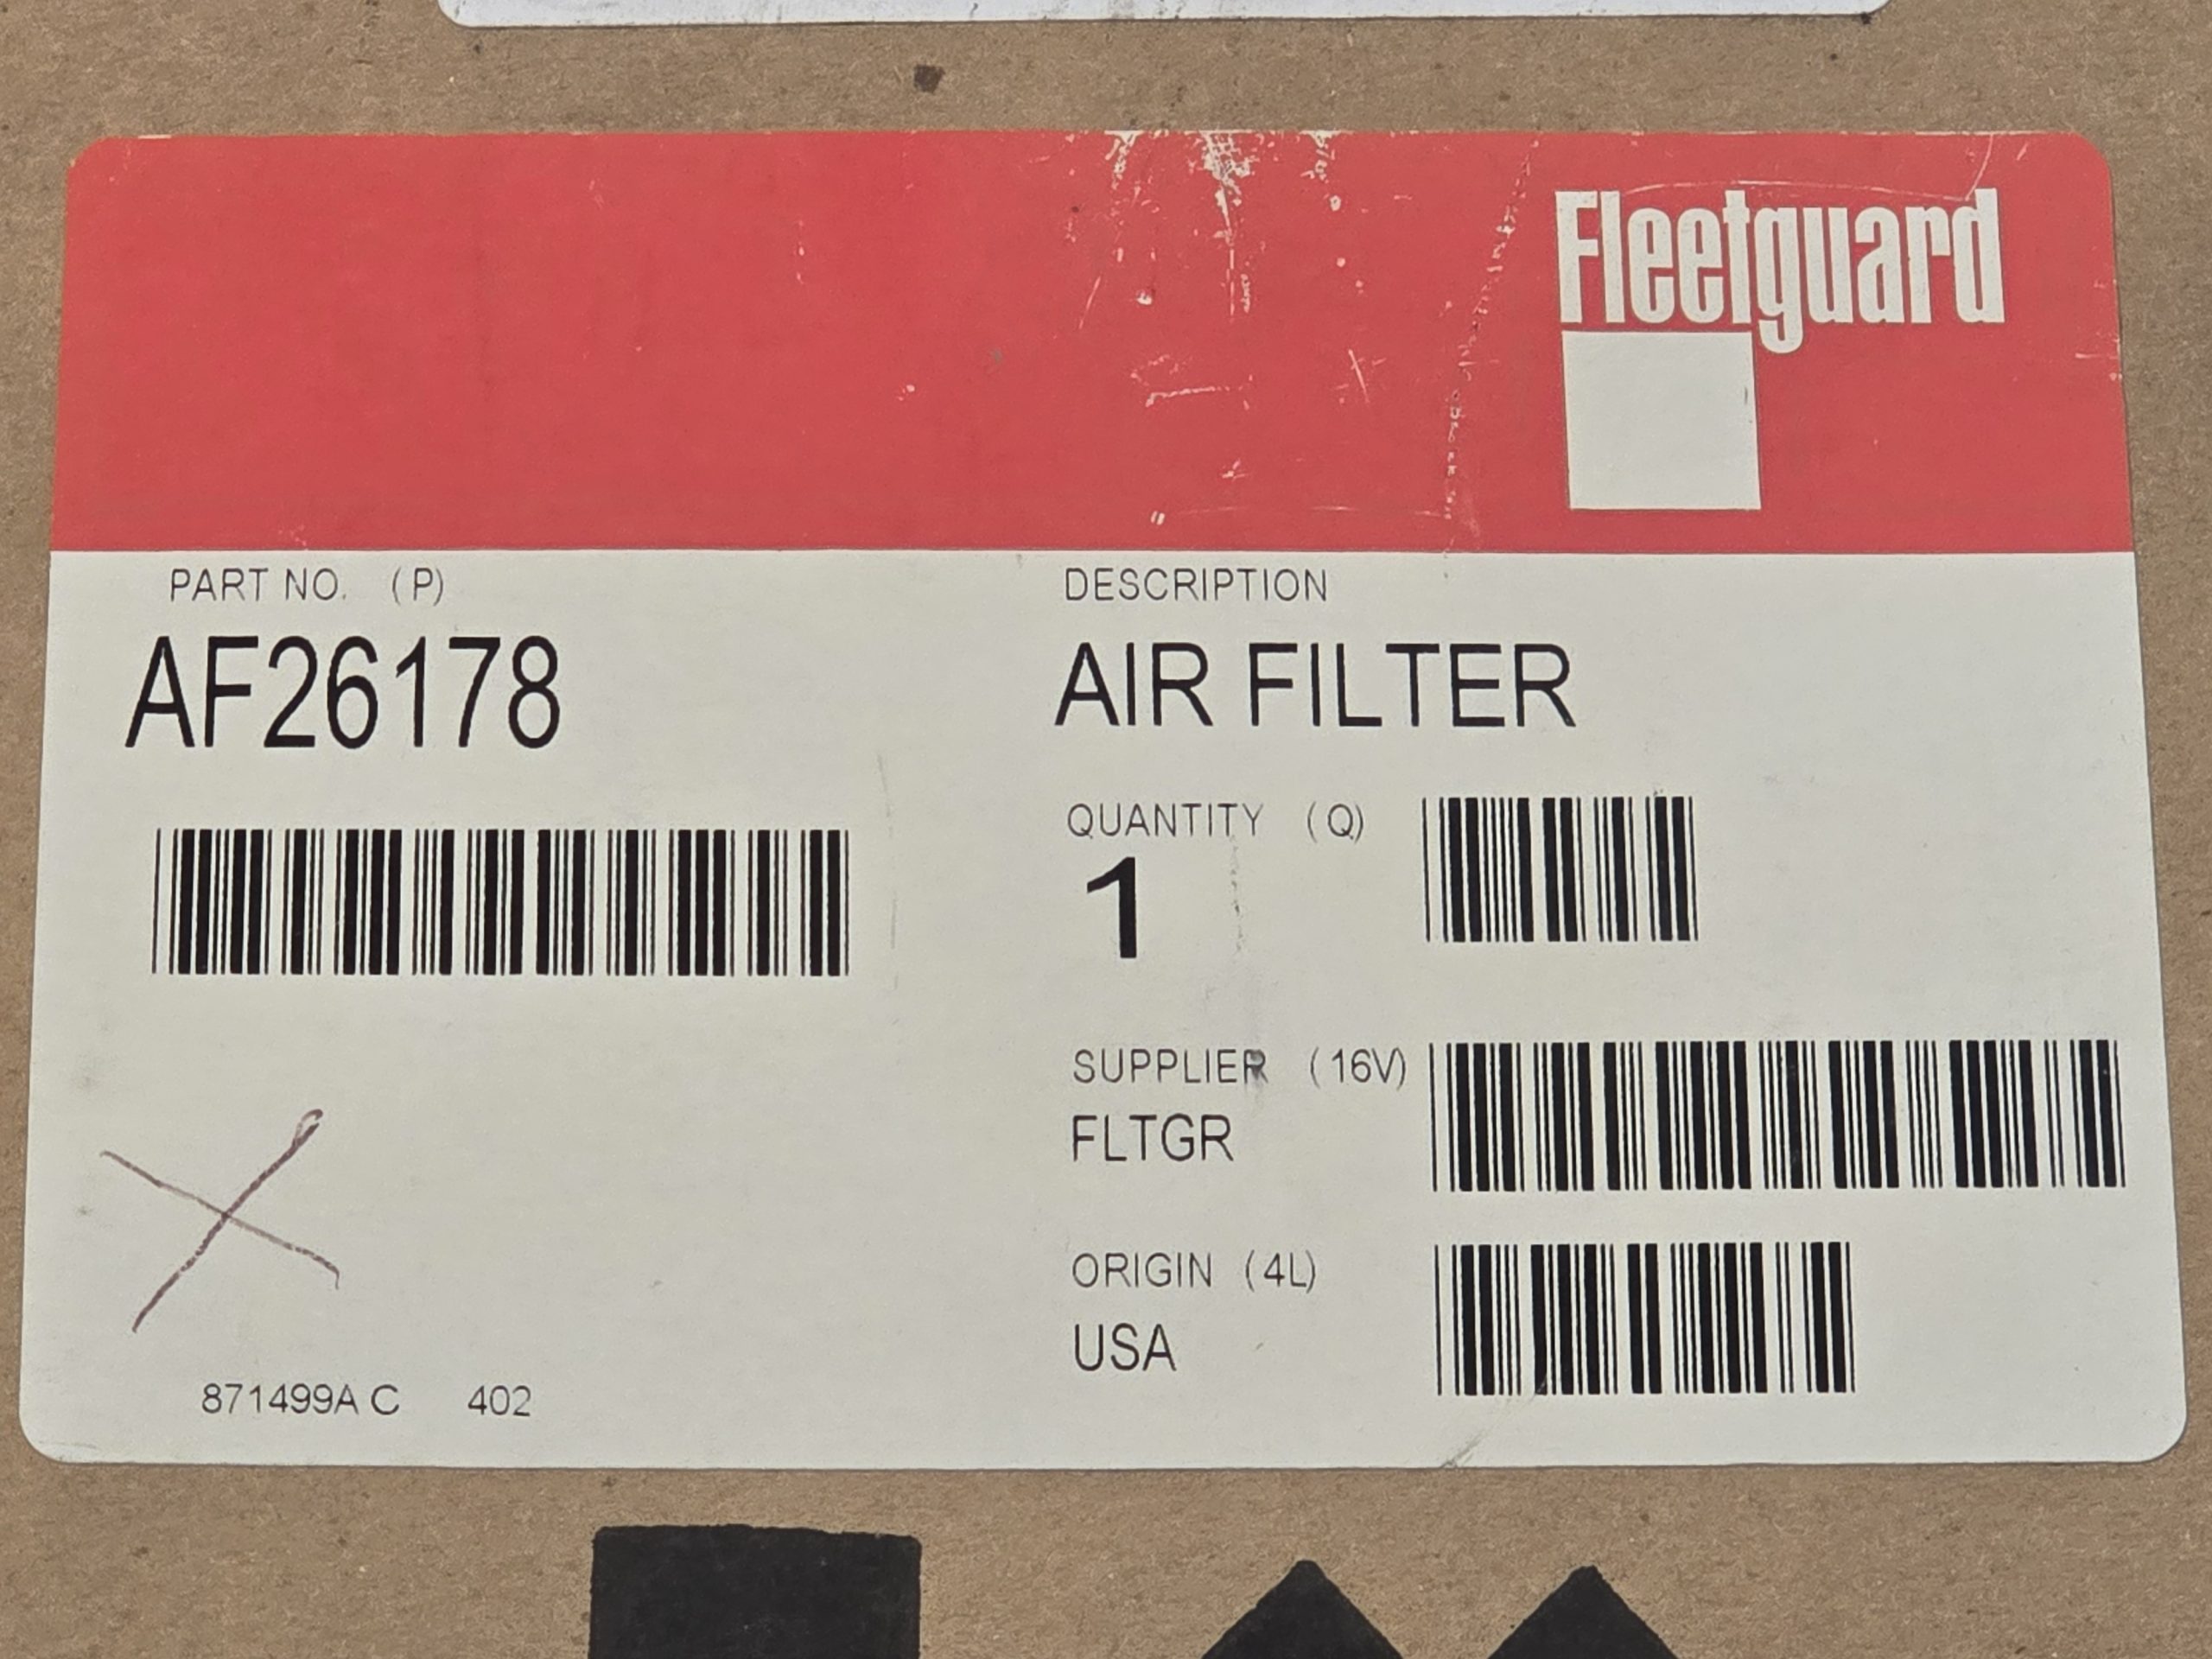 Fleetguard
PART NO. (P)
AF26178
DESCRIPTION
AIR FILTER
QUANTITY (Q)
1
SUPPLIER (16V)
FLTGR
ORIGIN (4L)
USA
871499A C 402